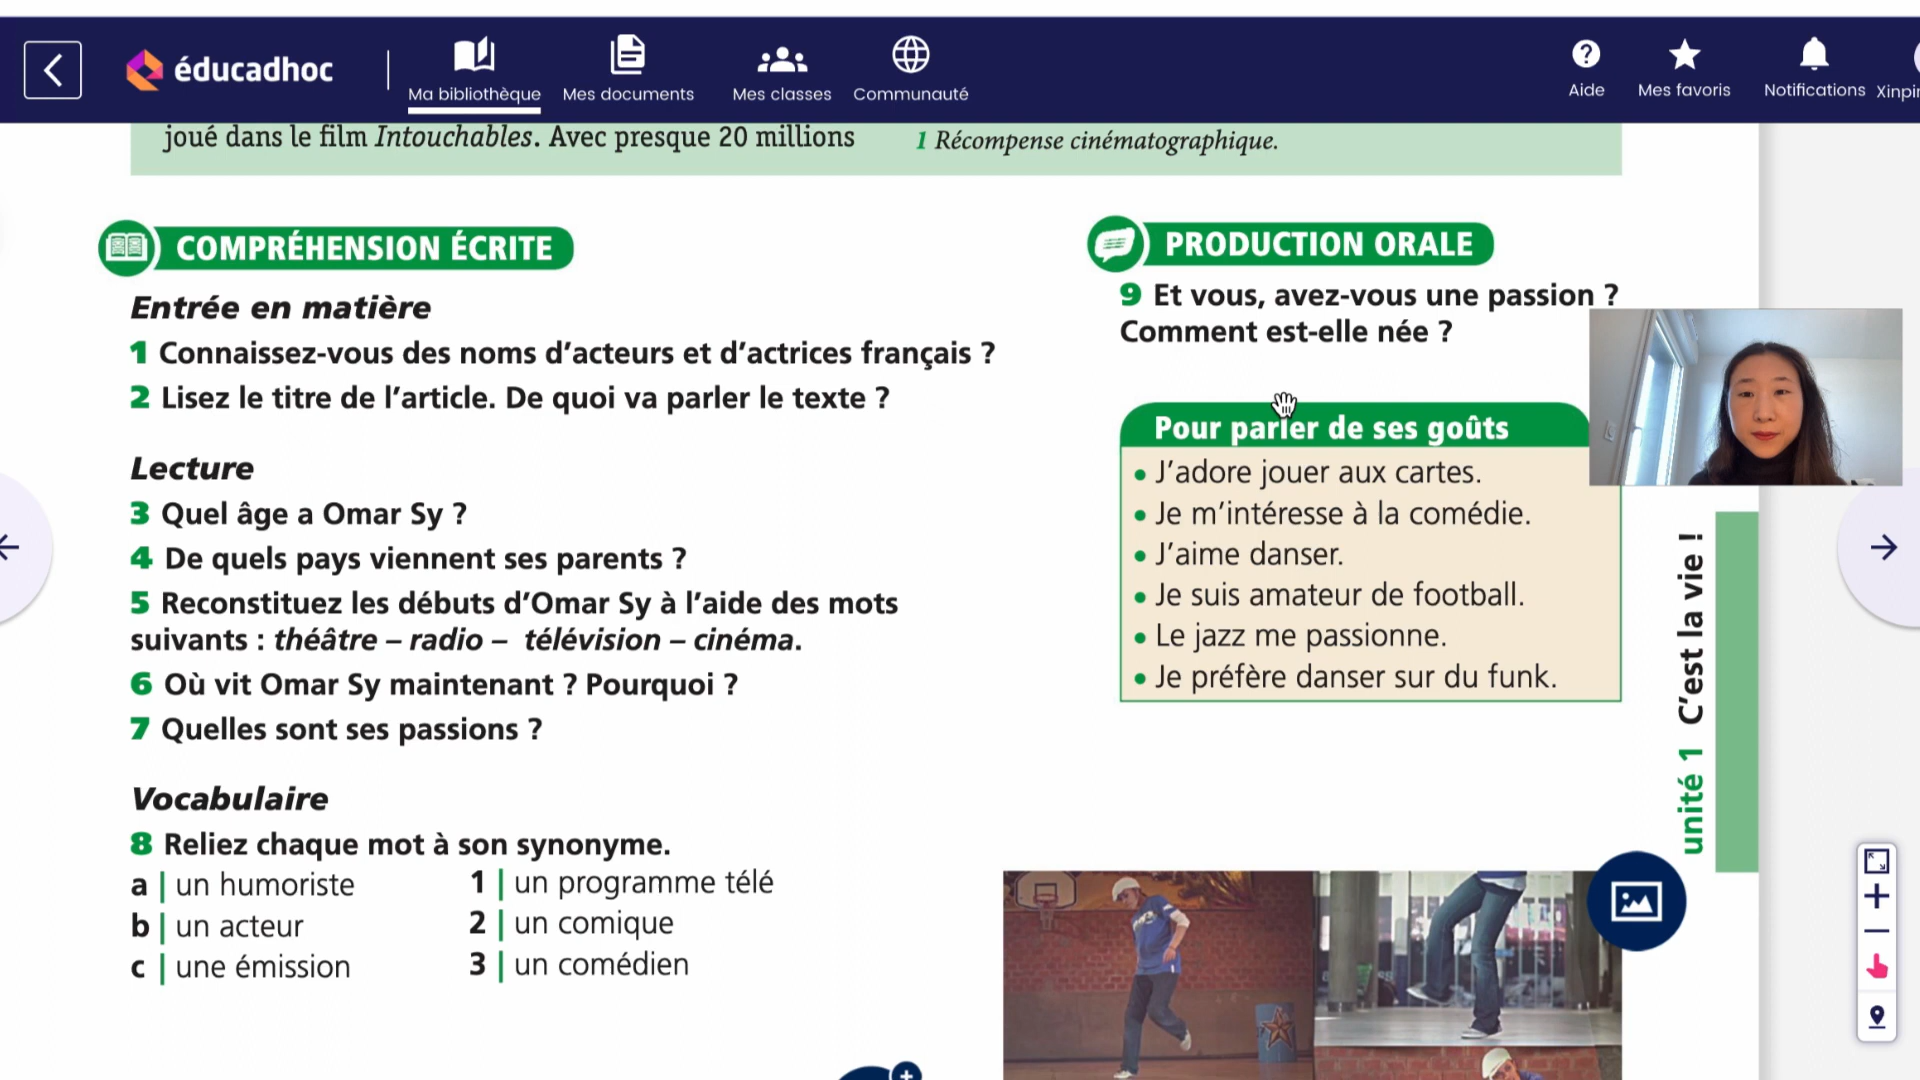 éducadhoc
Ma bibliothèque
Mes documents
Mes classes
Communauté
Aide
Mes favoris
Notifications
joué dans le film Intouchables. Avec presque 20 millions
1 Récompense cinématographique.
COMPRÉHENSION ÉCRITE
Entrée en matière
1 Connaissez-vous des noms d’acteurs et d’actrices français ?
2 Lisez le titre de l’article. De quoi va parler le texte ?
Lecture
3 Quel âge a Omar Sy ?
4 De quels pays viennent ses parents ?
5 Reconstituez les débuts d’Omar Sy à l’aide des mots
suivants : théâtre – radio – télévision – cinéma.
6 Où vit Omar Sy maintenant ? Pourquoi ?
7 Quelles sont ses passions ?
Vocabulaire
8 Reliez chaque mot à son synonyme.
a | un humoriste
b | un acteur
c | une émission
1 | un programme télé
2 | un comique
3 | un comédien
PRODUCTION ORALE
9 Et vous, avez-vous une passion ?
Comment est-elle née ?
Pour parler de ses goûts
• J’adore jouer aux cartes.
• Je m’intéresse à la comédie.
• J’aime danser.
• Je suis amateur de football.
• Le jazz me passionne.
• Je préfère danser sur du funk.
unité 1 C’est la vie !